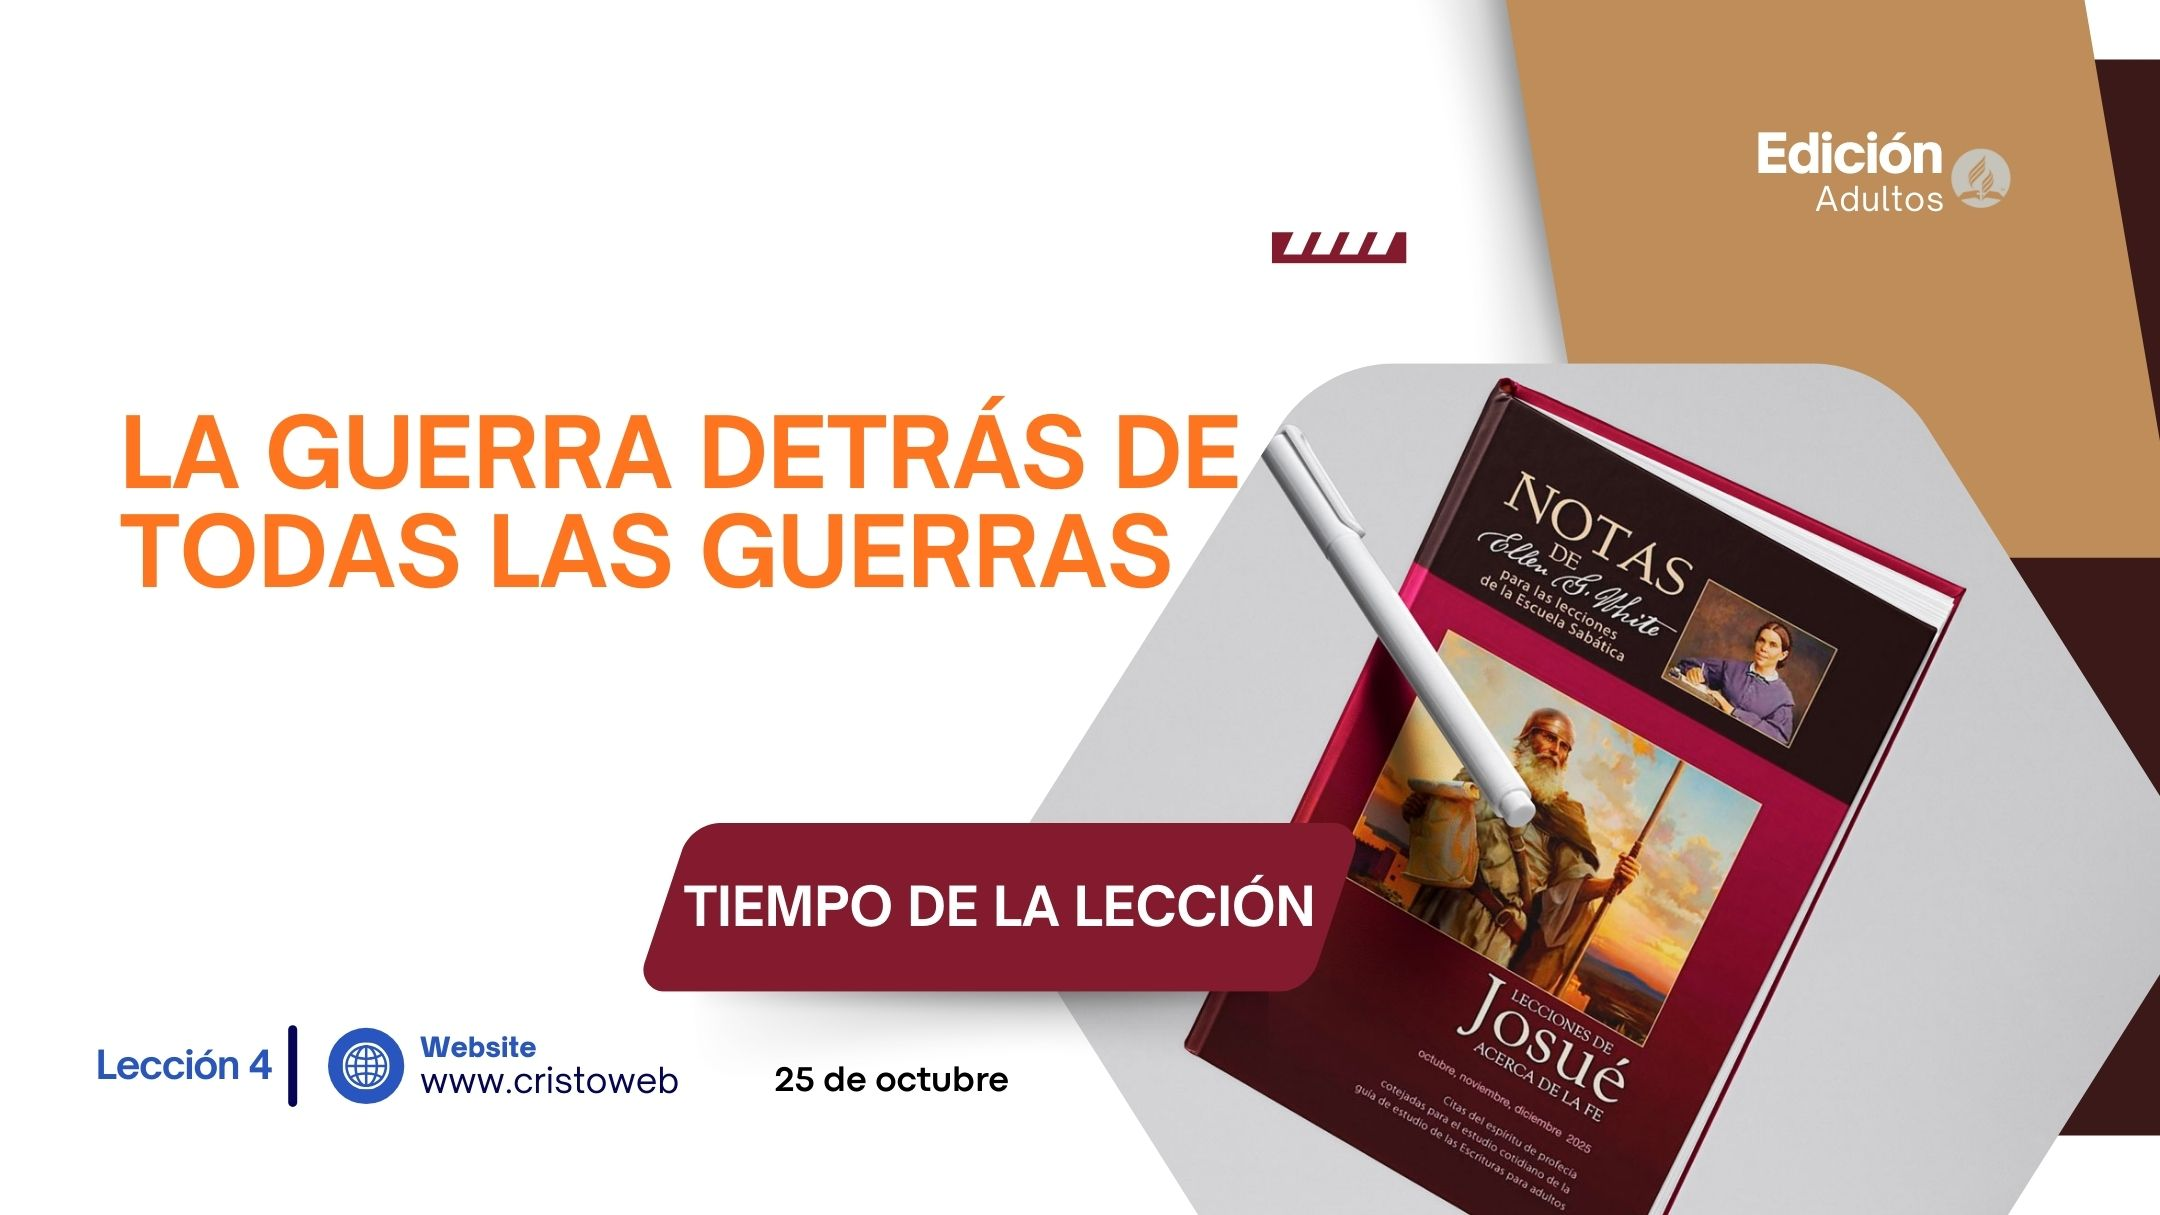 Edición
Adultos
LA GUERRA DETRÁS DE
TODAS LAS GUERRAS
NOTAS
DE
Ellen G. White
para las lecciones
de la Escuela Sabática
TIEMPO DE LA LECCIÓN
LECCIONES DE
JOSUÉ
ACERCA DE LA FE
octubre, noviembre, diciembre 2025
Citas del espíritu de profecía
cotejadas para el estudio cotidiano de la
guía de estudio de las Escrituras para adultos
Lección 4
Website
www.cristoweb
25 de octubre